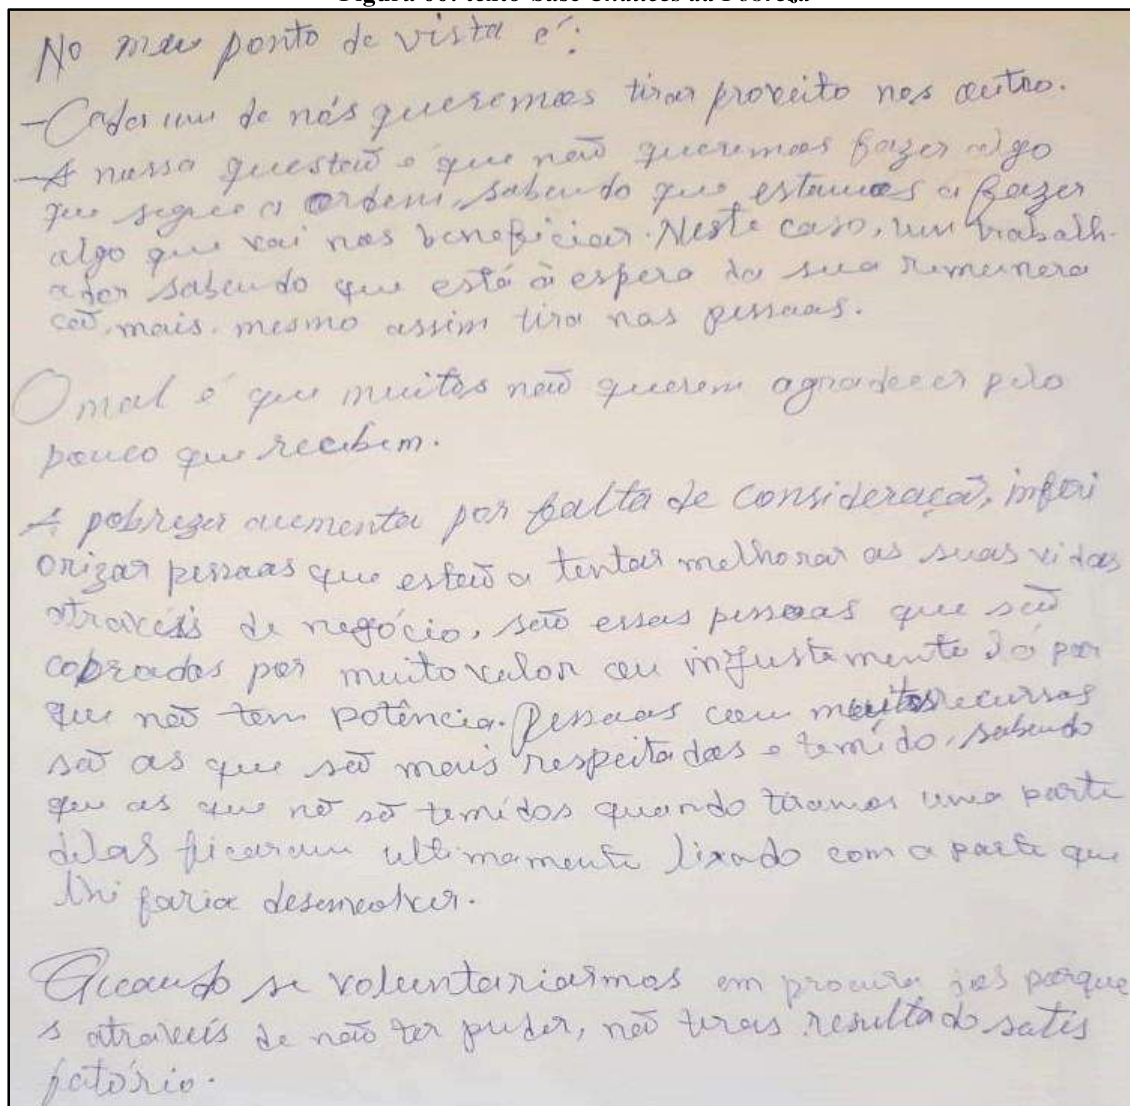 No meu ponto de vista é:
-Cada um de nós queremos tirar proveito nos outro.
-A nossa questão é que não queremos fazer algo
que segue a ordem, sabendo que estamos a fazer
algo que vai nos beneficiar. Neste caso, um trabalh-
ador sabendo que está à espera da sua remunera
ção, mais. mesmo assim tira nas pessoas.
O mal é que muitos não querem agradecer pelo
pouco que recebem.
A pobreza aumenta por falta de consideração, inferi
orizar pessoas que estão a tentar melhorar as suas vidas
através de negócio, são essas pessoas que são
cobradas por muito valor ou injustamente só por
que não tem potência. Pessoas com muitos recursos
são as que são mais respeitadas e temido, sabendo
que as que nõ sõ temidos quando tiramos uma parte
delas ficaram ultimamente lixado com a parte que
lhi faria desenvolver.
Quando se voluntariarmos em procura jos porque
s através de não ter puder, não teras resultado satis
fatório.